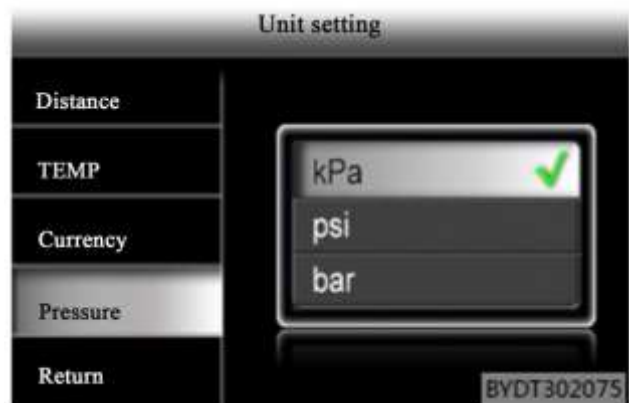 Unit setting
Distance
TEMP
Currency
Pressure
Return
kPa
psi
bar
BYDT302075